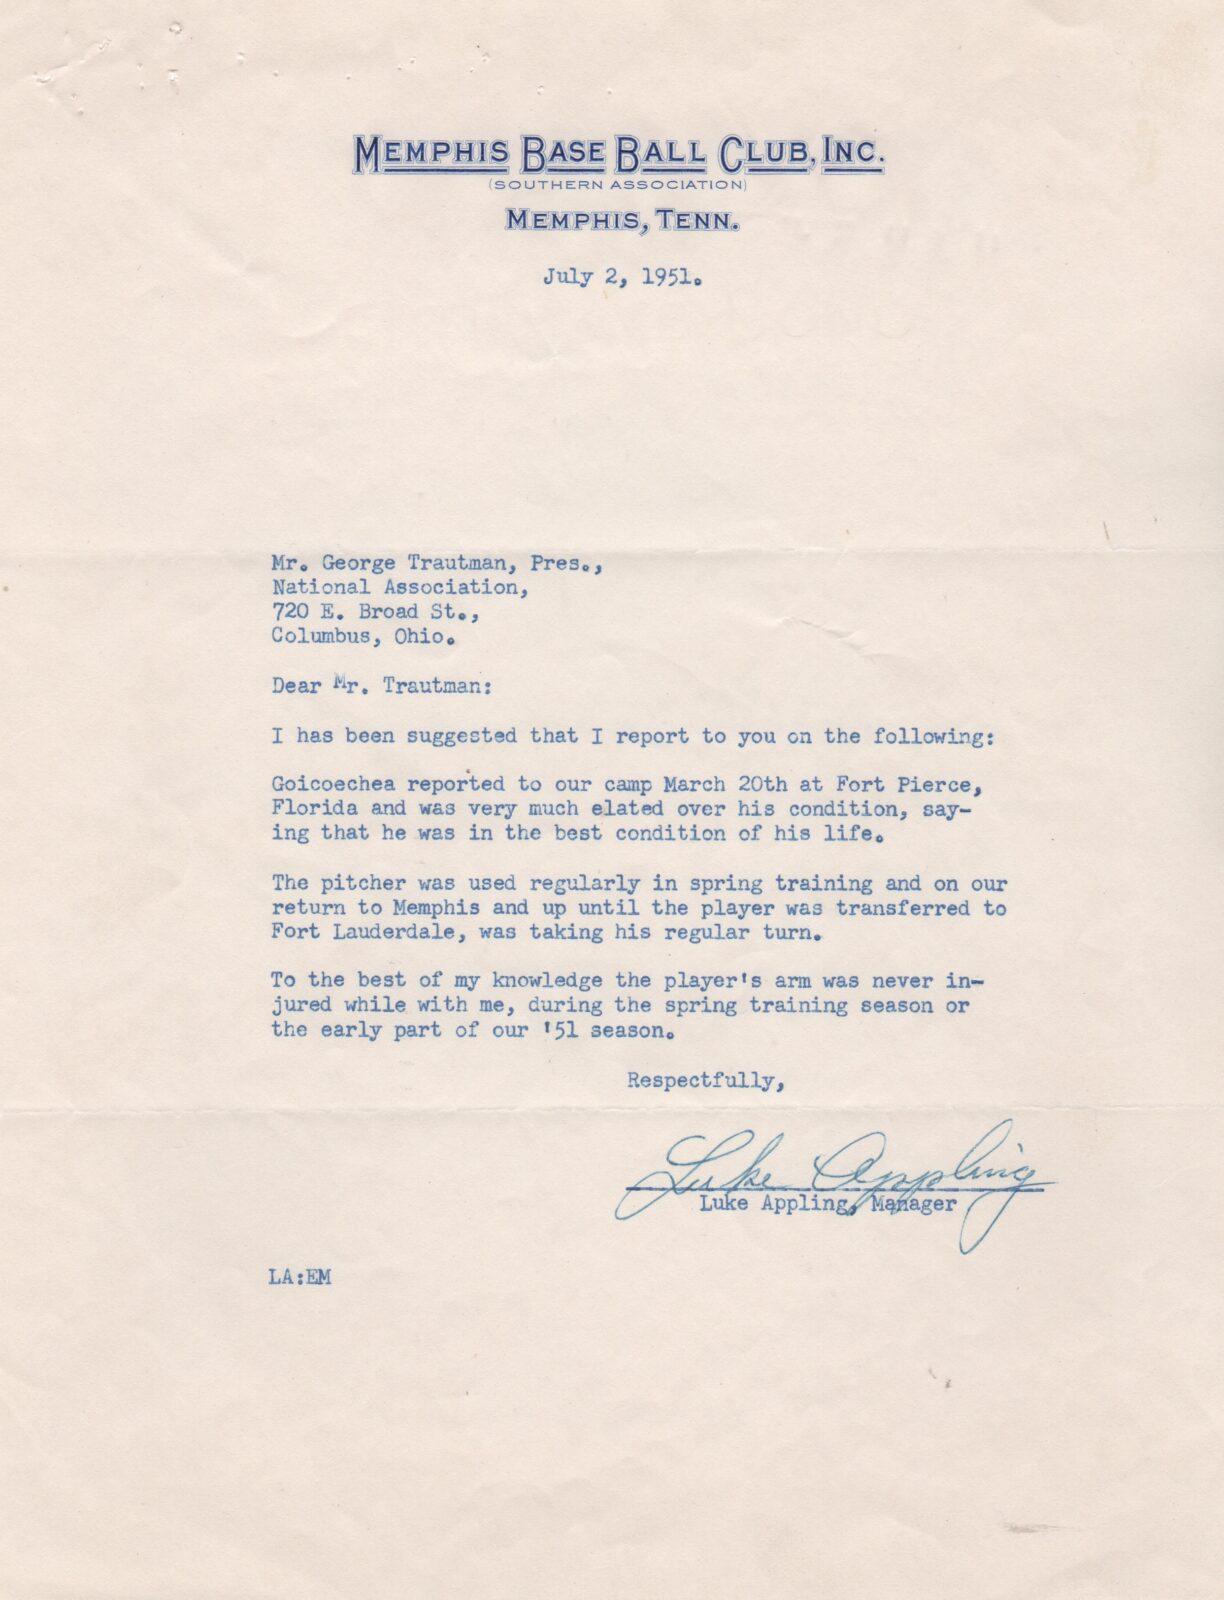 MEMPHIS BASE BALL CLUB, INC.
(SOUTHERN ASSOCIATION)
MEMPHIS, TENN.
July 2, 1951.
Mr. George Trautman, Pres.,
National Association,
720 E. Broad St.,
Columbus, Ohio.
Dear Mr. Trautman:
I has been suggested that I report to you on the following:
Goicoechea reported to our camp March 20th at Fort Pierce,
Florida and was very much elated over his condition, say-
ing that he was in the best condition of his life.
The pitcher was used regularly in spring training and on our
return to Memphis and up until the player was transferred to
Fort Lauderdale, was taking his regular turn.
To the best of my knowledge the player's arm was never in-
jured while with me, during the spring training season or
the early part of our '51 season.
Respectfully,
Luke Appling
Luke Appling, Manager
LA:EM